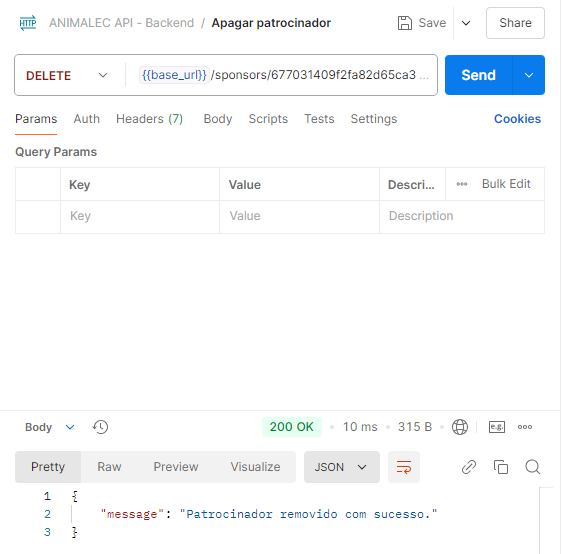 HTTP ANIMALEC API - Backend / Apagar patrocinador Save Share
DELETE {{base_url}} /sponsors/677031409f2fa82d65ca3 ... Send
Params Auth Headers (7) Body Scripts Tests Settings Cookies
Query Params
Key Value Descri... Bulk Edit
Key Value Description
Body 200 OK 10 ms 315 B e.g.
Pretty Raw Preview Visualize JSON
1 {
2 "message": "Patrocinador removido com sucesso."
3 }